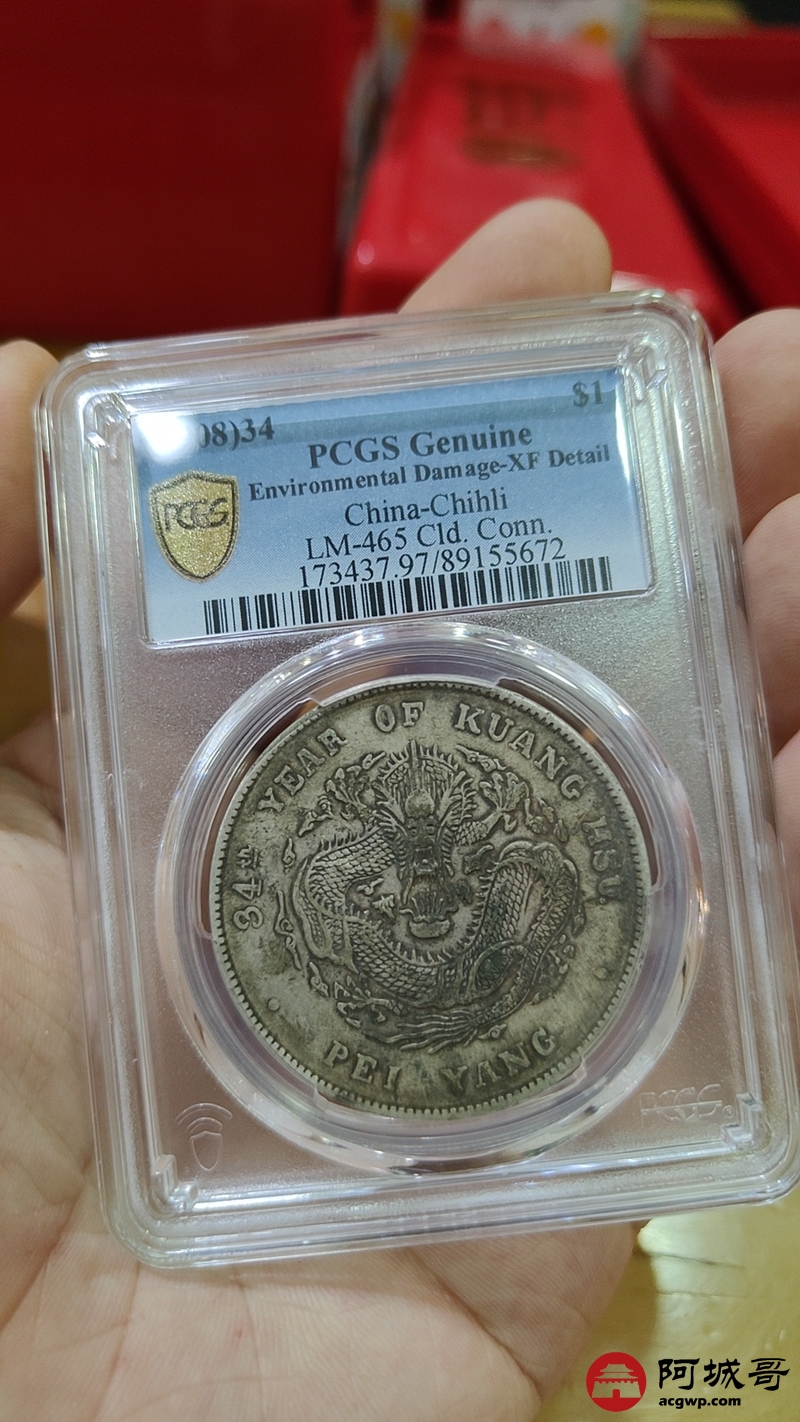 08)34
$1
PCGS Genuine
Environmental Damage-XF Detail
China-Chihli
LM-465 Cld. Conn.
173437.97/89155672
PCGS
34TH YEAR OF KUANG HSU.
PEI YANG
PCGS
阿城哥
acgwp.com